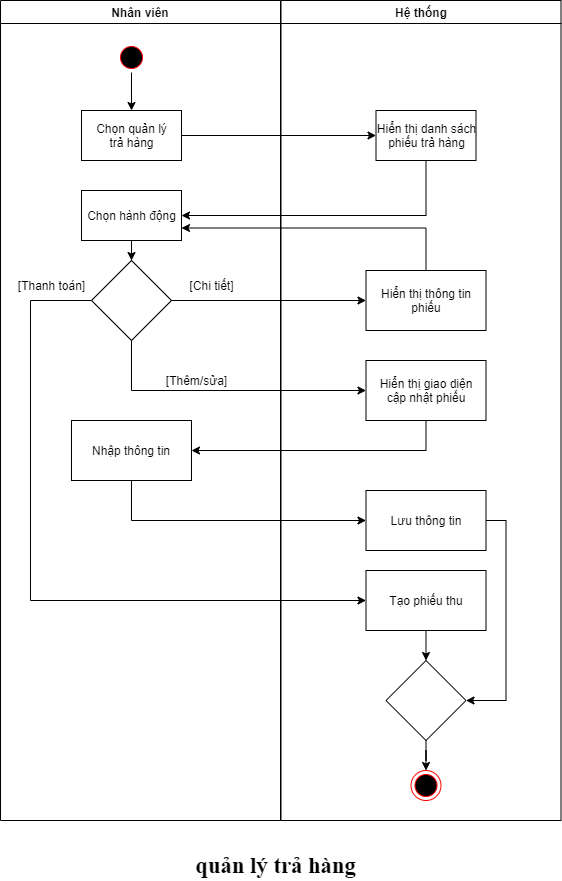 Nhân viên
Hệ thống
Chọn quản lý
trả hàng
Hiển thị danh sách
phiếu trả hàng
Chọn hành động
[Thanh toán]
[Chi tiết]
Hiển thị thông tin
phiếu
[Thêm/sửa]
Hiển thị giao diện
cập nhật phiếu
Nhập thông tin
Lưu thông tin
Tạo phiếu thu
quản lý trả hàng